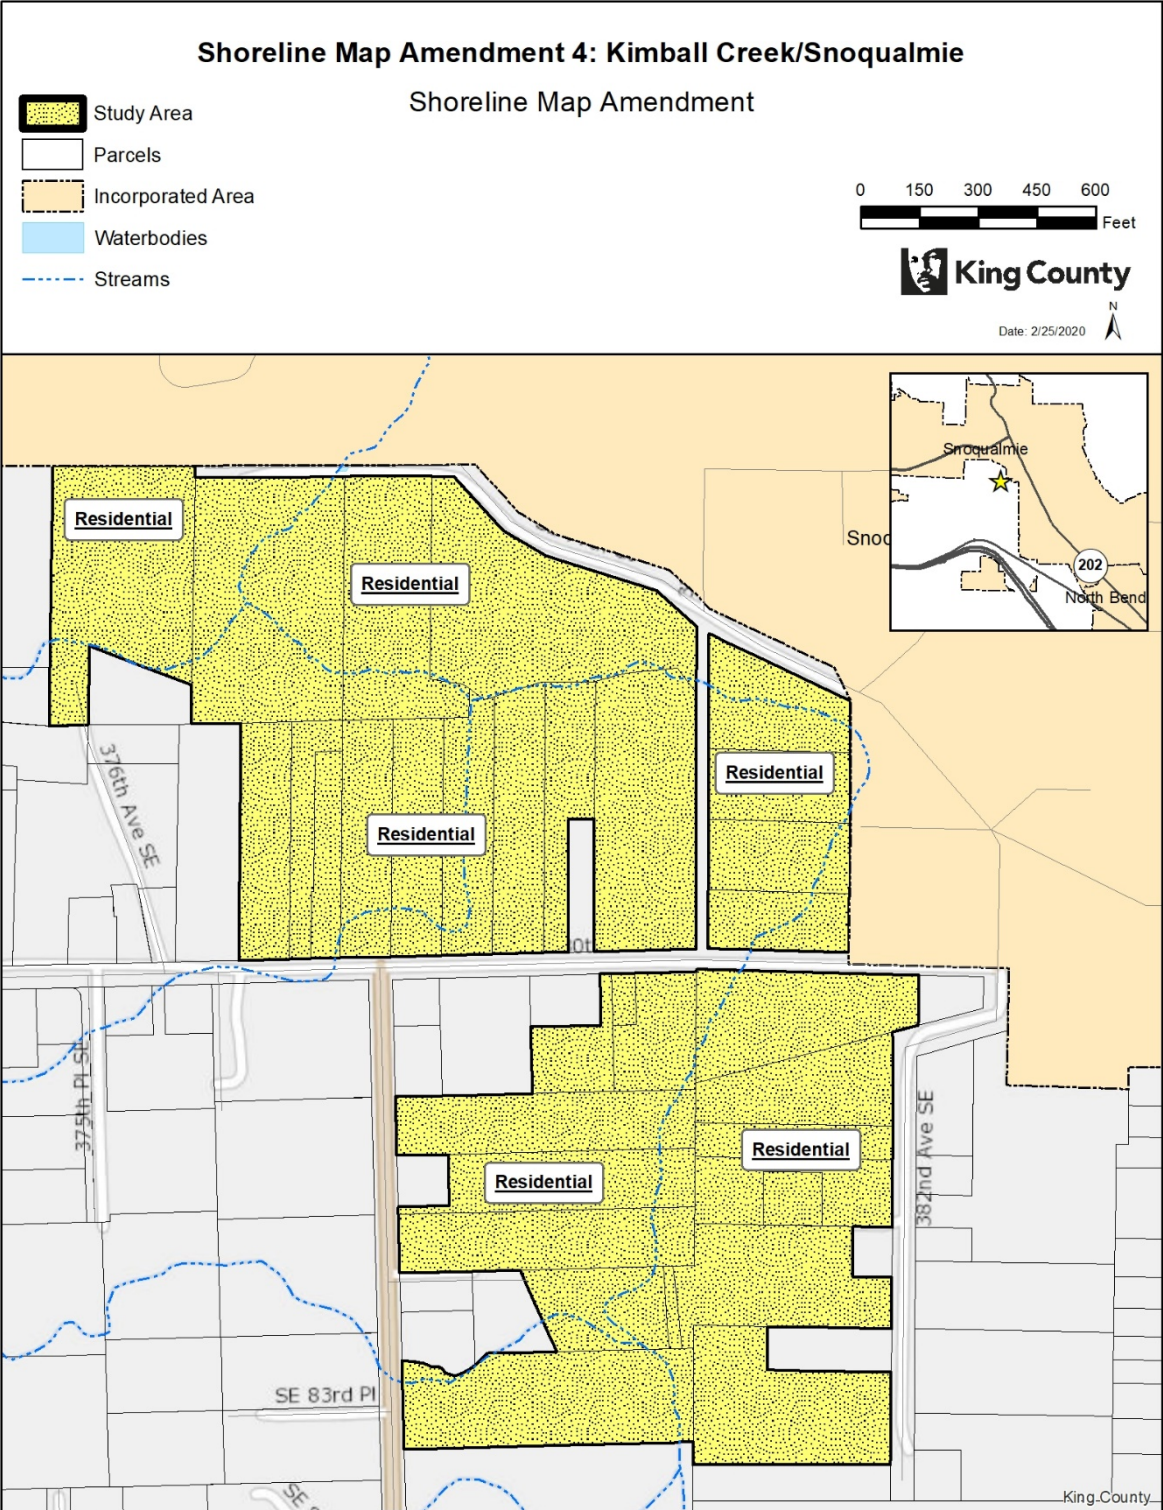 Shoreline Map Amendment 4: Kimball Creek/Snoqualmie
Shoreline Map Amendment
Study Area
Parcels
Incorporated Area
Waterbodies
Streams
0 150 300 450 600
Feet
King County
N
Date: 2/25/2020
Snoqualmie
202
North Bend
Residential
Residential
Residential
Residential
376th Ave SE
375th Pl SE
382nd Ave SE
Residential
Residential
SE 83rd Pl
King County